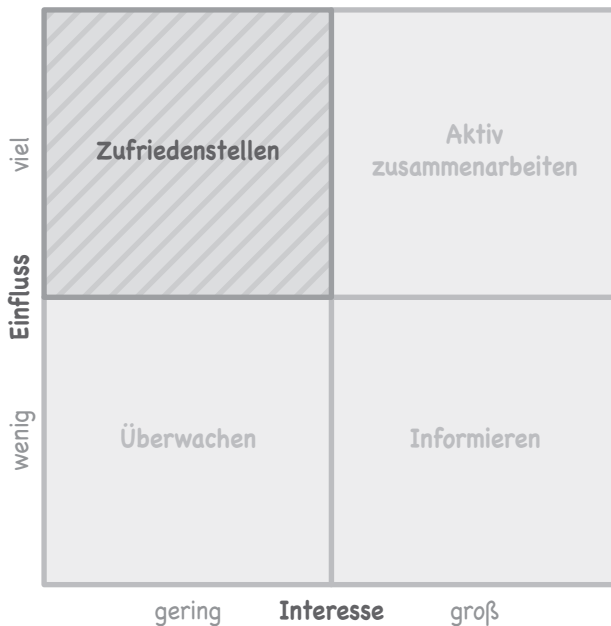 viel
Zufriedenstellen
Aktiv
zusammenarbeiten
Einfluss
wenig
Überwachen
Informieren
gering
Interesse
groß